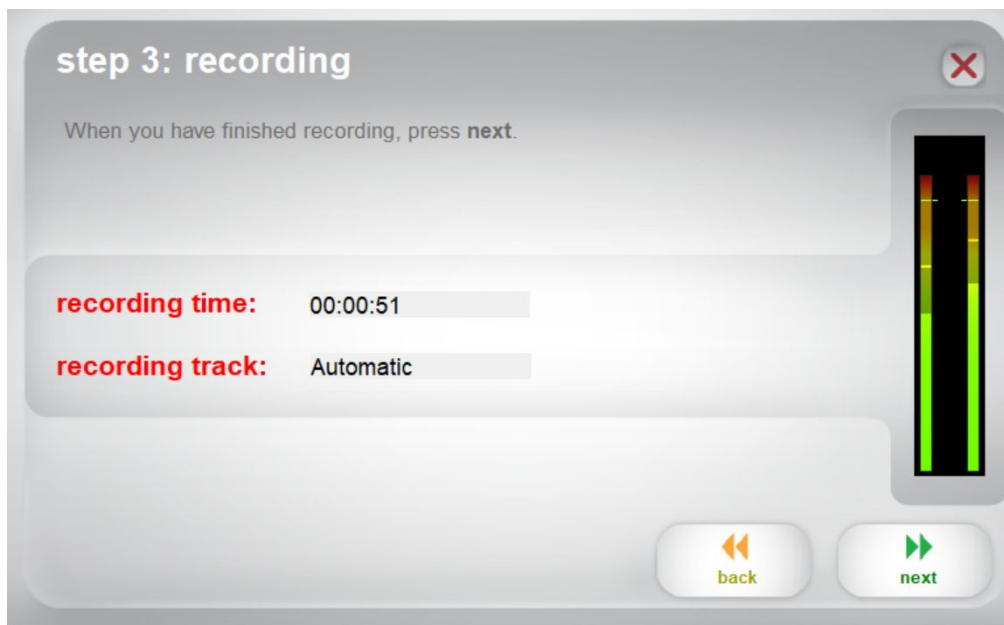 step 3: recording
When you have finished recording, press next.
recording time: 00:00:51
recording track: Automatic
back
next